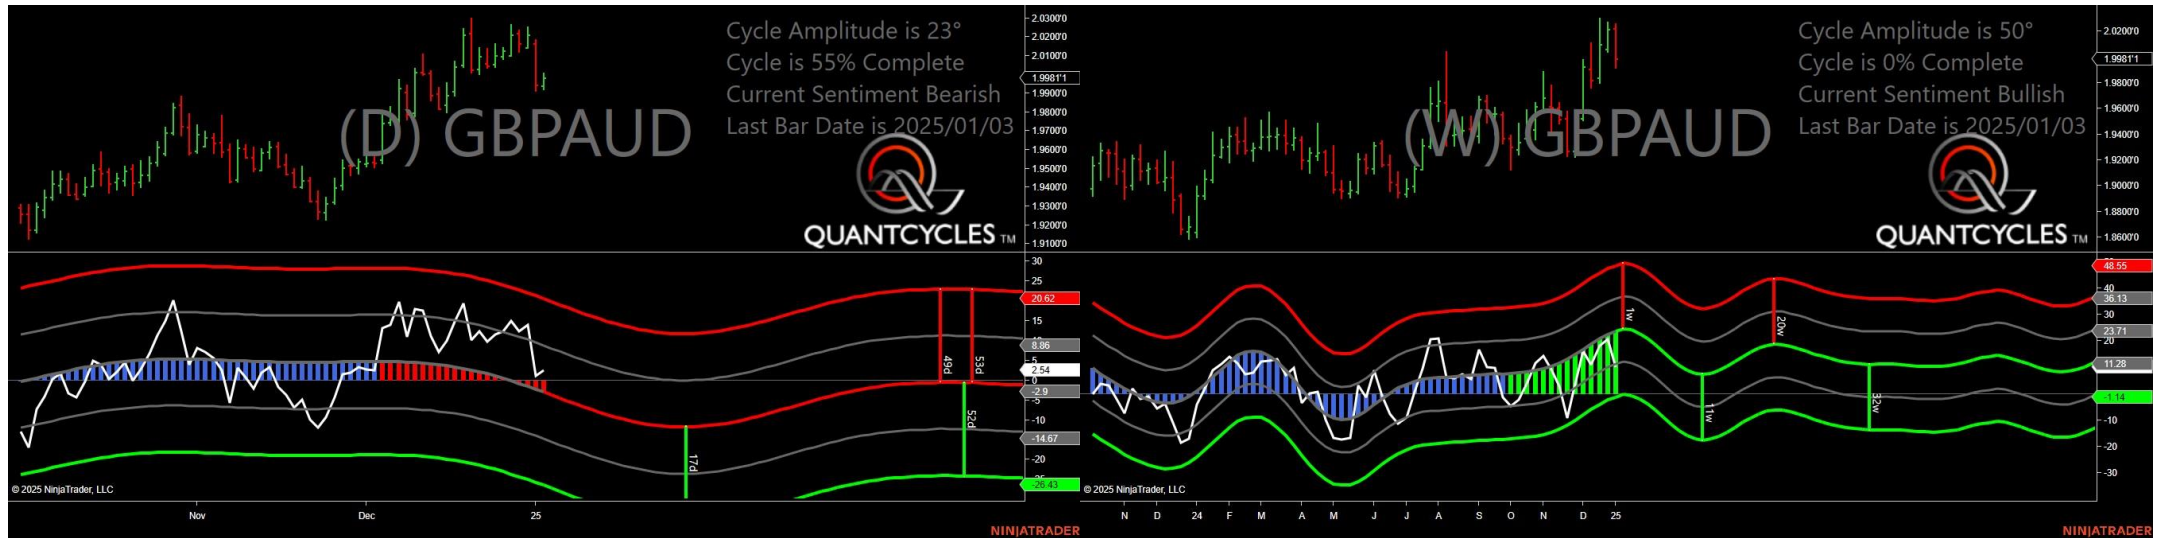 Cycle Amplitude is 23°
Cycle is 55% Complete
Current Sentiment Bearish
Last Bar Date is 2025/01/03
(D) GBPAUD
QUANTCYCLES TM
2.0300'0
2.0200'0
2.0100'0
1.9981'1
1.9900'0
1.9800'0
1.9700'0
1.9600'0
1.9500'0
1.9400'0
1.9300'0
1.9200'0
1.9100'0
30
25
20.62
15
8.86
5
2.54
0
-2.9
-5
-10
-14.67
-20
-26.43
49d
53d
52d
17d
© 2025 NinjaTrader, LLC
Nov
Dec
25
NINJATRADER
Cycle Amplitude is 50°
Cycle is 0% Complete
Current Sentiment Bullish
Last Bar Date is 2025/01/03
(W) GBPAUD
QUANTCYCLES TM
2.0200'0
1.9981'1
1.9800'0
1.9600'0
1.9400'0
1.9200'0
1.9000'0
1.8800'0
1.8600'0
48.55
40
36.13
30
23.71
20
11.28
-1.14
-10
-20
-30
1w
20w
11w
32w
© 2025 NinjaTrader, LLC
N D 24 F M A M J J A S O N D 25
NINJATRADER